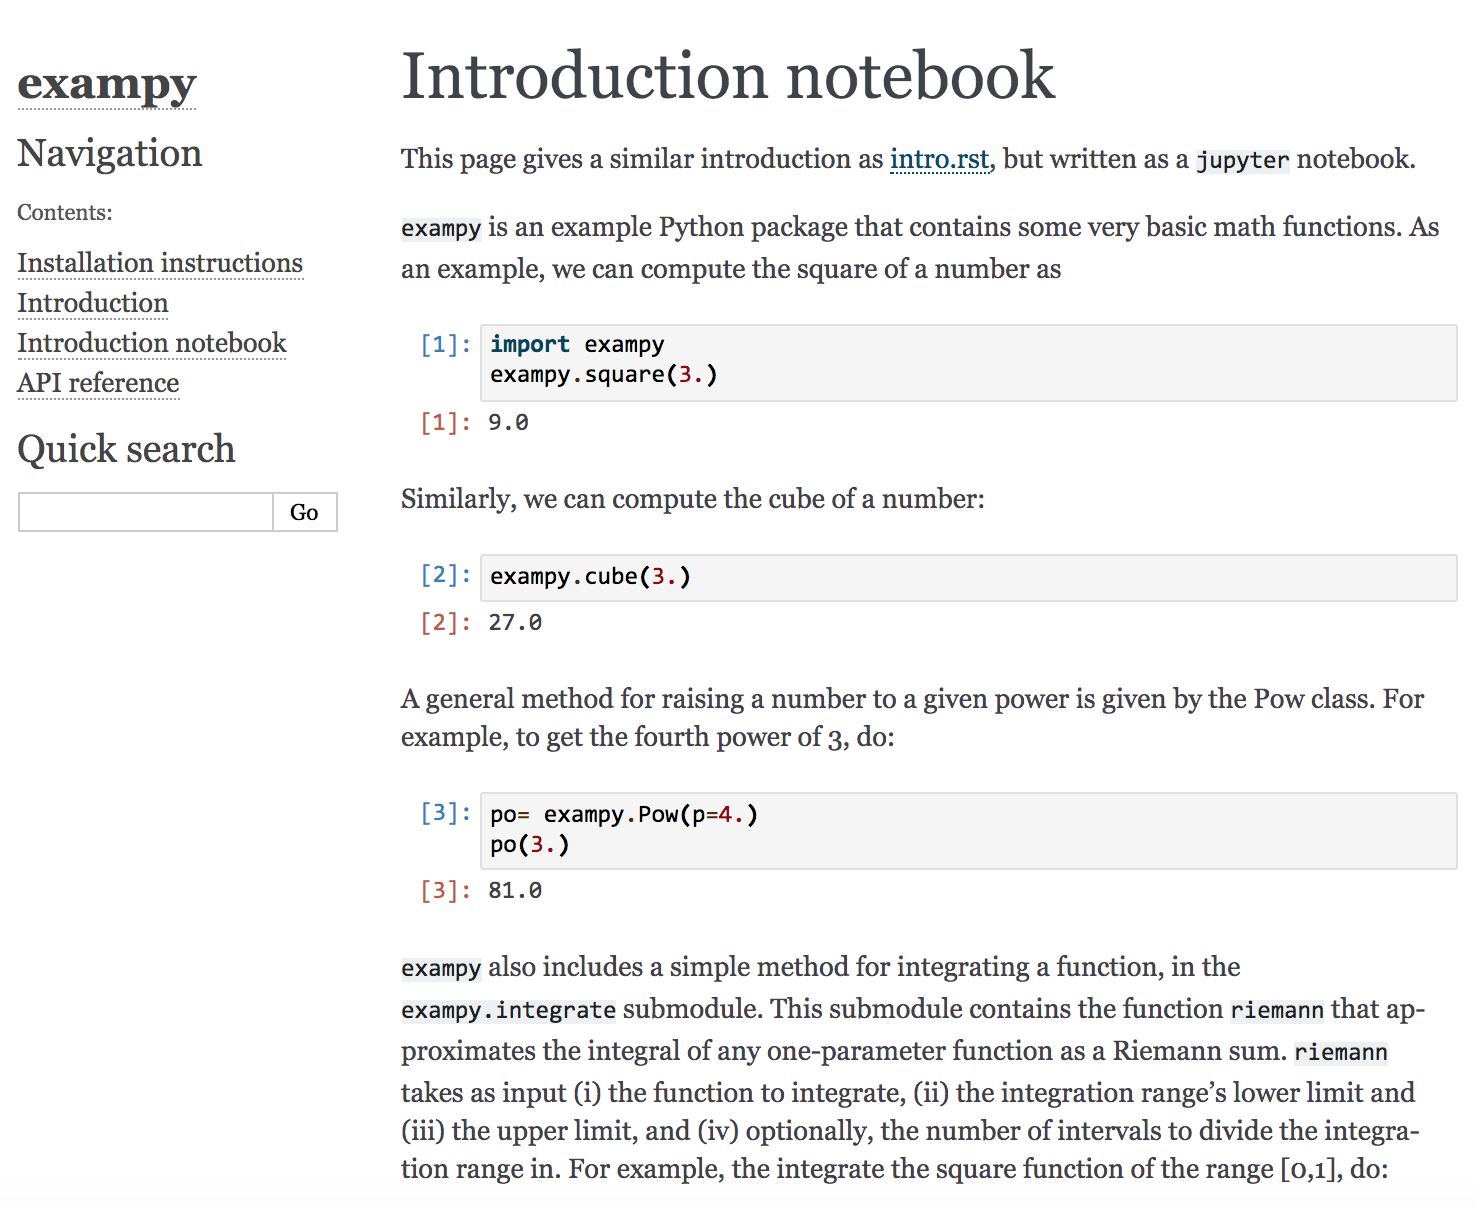 exampy
Navigation
Contents:
Installation instructions
Introduction
Introduction notebook
API reference
Quick search
Go
Introduction notebook
This page gives a similar introduction as intro.rst, but written as a jupyter notebook.
exampy is an example Python package that contains some very basic math functions. As
an example, we can compute the square of a number as
[1]: import exampy
exampy.square(3.)
[1]: 9.0
Similarly, we can compute the cube of a number:
[2]: exampy.cube(3.)
[2]: 27.0
A general method for raising a number to a given power is given by the Pow class. For
example, to get the fourth power of 3, do:
[3]: po= exampy.Pow(p=4.)
po(3.)
[3]: 81.0
exampy also includes a simple method for integrating a function, in the
exampy.integrate submodule. This submodule contains the function riemann that ap-
proximates the integral of any one-parameter function as a Riemann sum. riemann
takes as input (i) the function to integrate, (ii) the integration range’s lower limit and
(iii) the upper limit, and (iv) optionally, the number of intervals to divide the integra-
tion range in. For example, the integrate the square function of the range [0,1], do: